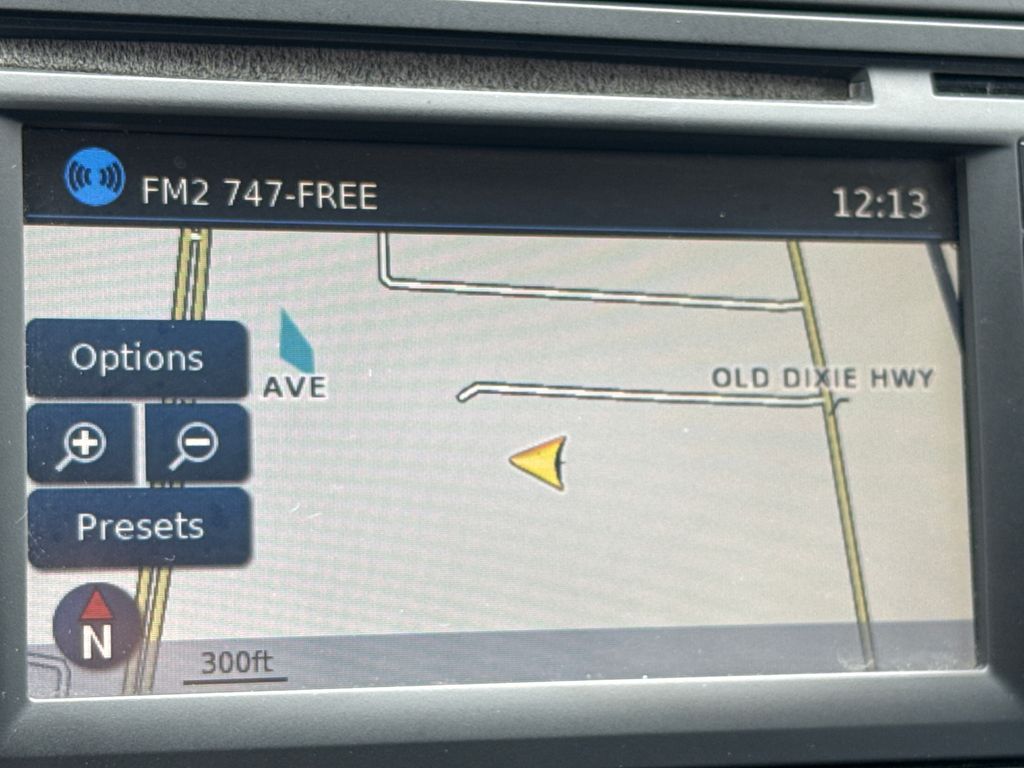 FM2 747-FREE
12:13
Options
AVE
OLD DIXIE HWY
Presets
N
300ft